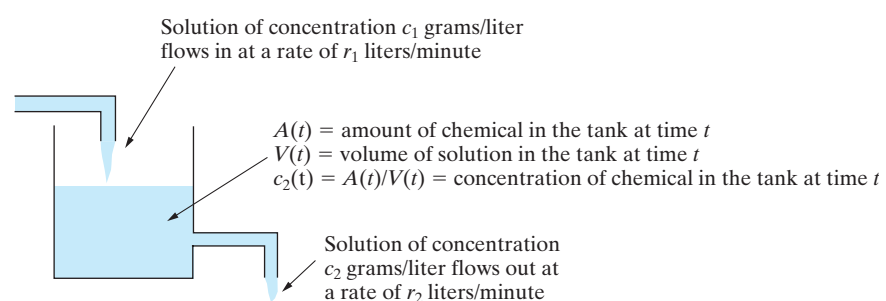 Solution of concentration c₁ grams/liter
flows in at a rate of r₁ liters/minute
A(t) = amount of chemical in the tank at time t
V(t) = volume of solution in the tank at time t
c₂(t) = A(t)/V(t) = concentration of chemical in the tank at time t
Solution of concentration
c₂ grams/liter flows out at
a rate of r₂ liters/minute